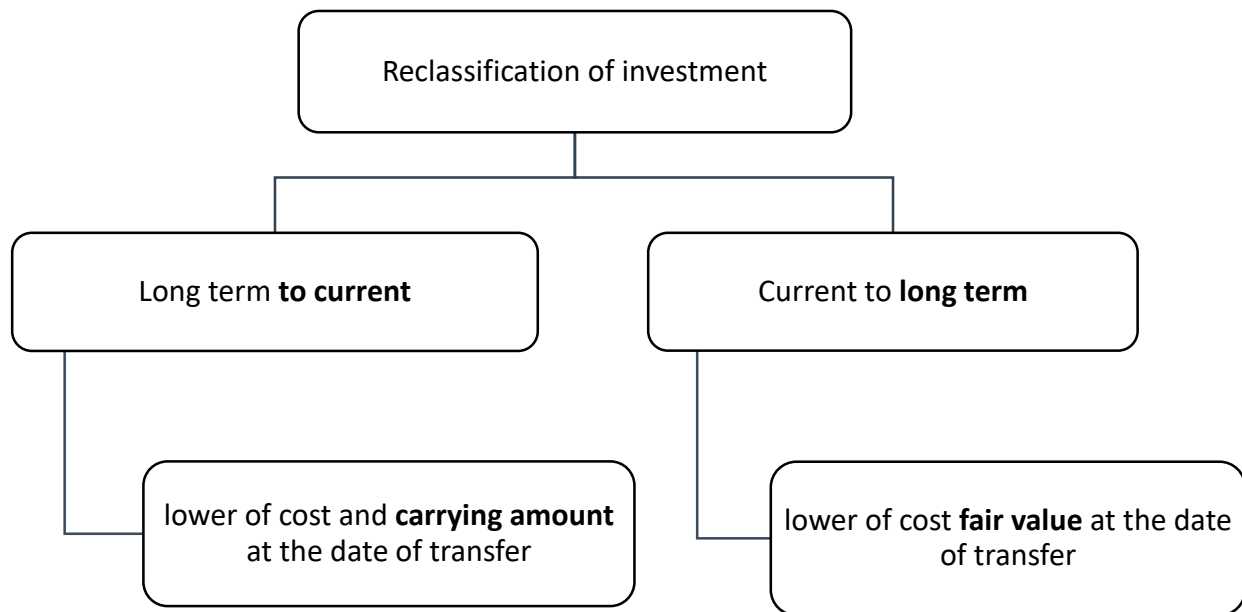 Reclassification of investment
Long term to current
Current to long term
lower of cost and carrying amount
at the date of transfer
lower of cost fair value at the date
of transfer